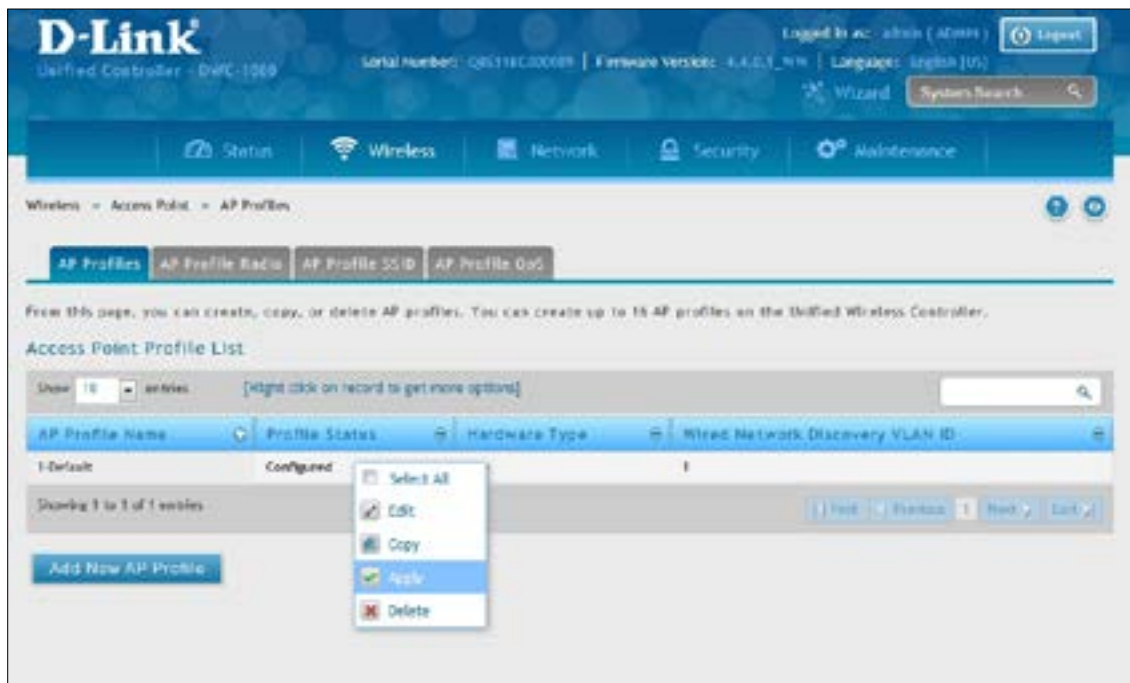 D-Link
Unified Controller - DWC-1000
Logged in as: admin ( ADMIN )
Logout
Serial Number: | Firmware Version: | Language: English [US]
Wizard
System Search
Status
Wireless
Network
Security
Maintenance
Wireless » Access Point » AP Profiles
AP Profiles
AP Profile Radio
AP Profile SSID
AP Profile QoS
From this page, you can create, copy, or delete AP profiles. You can create up to 16 AP profiles on the Unified Wireless Controller.
Access Point Profile List
Show 10 entries
[Right click on record to get more options]
AP Profile Name
Profile Status
Hardware Type
Wired Network Discovery VLAN ID
1-Default
Configured
1
Select All
Edit
Copy
Apply
Delete
Showing 1 to 1 of 1 entries
First
Previous
1
Next
Last
Add New AP Profile